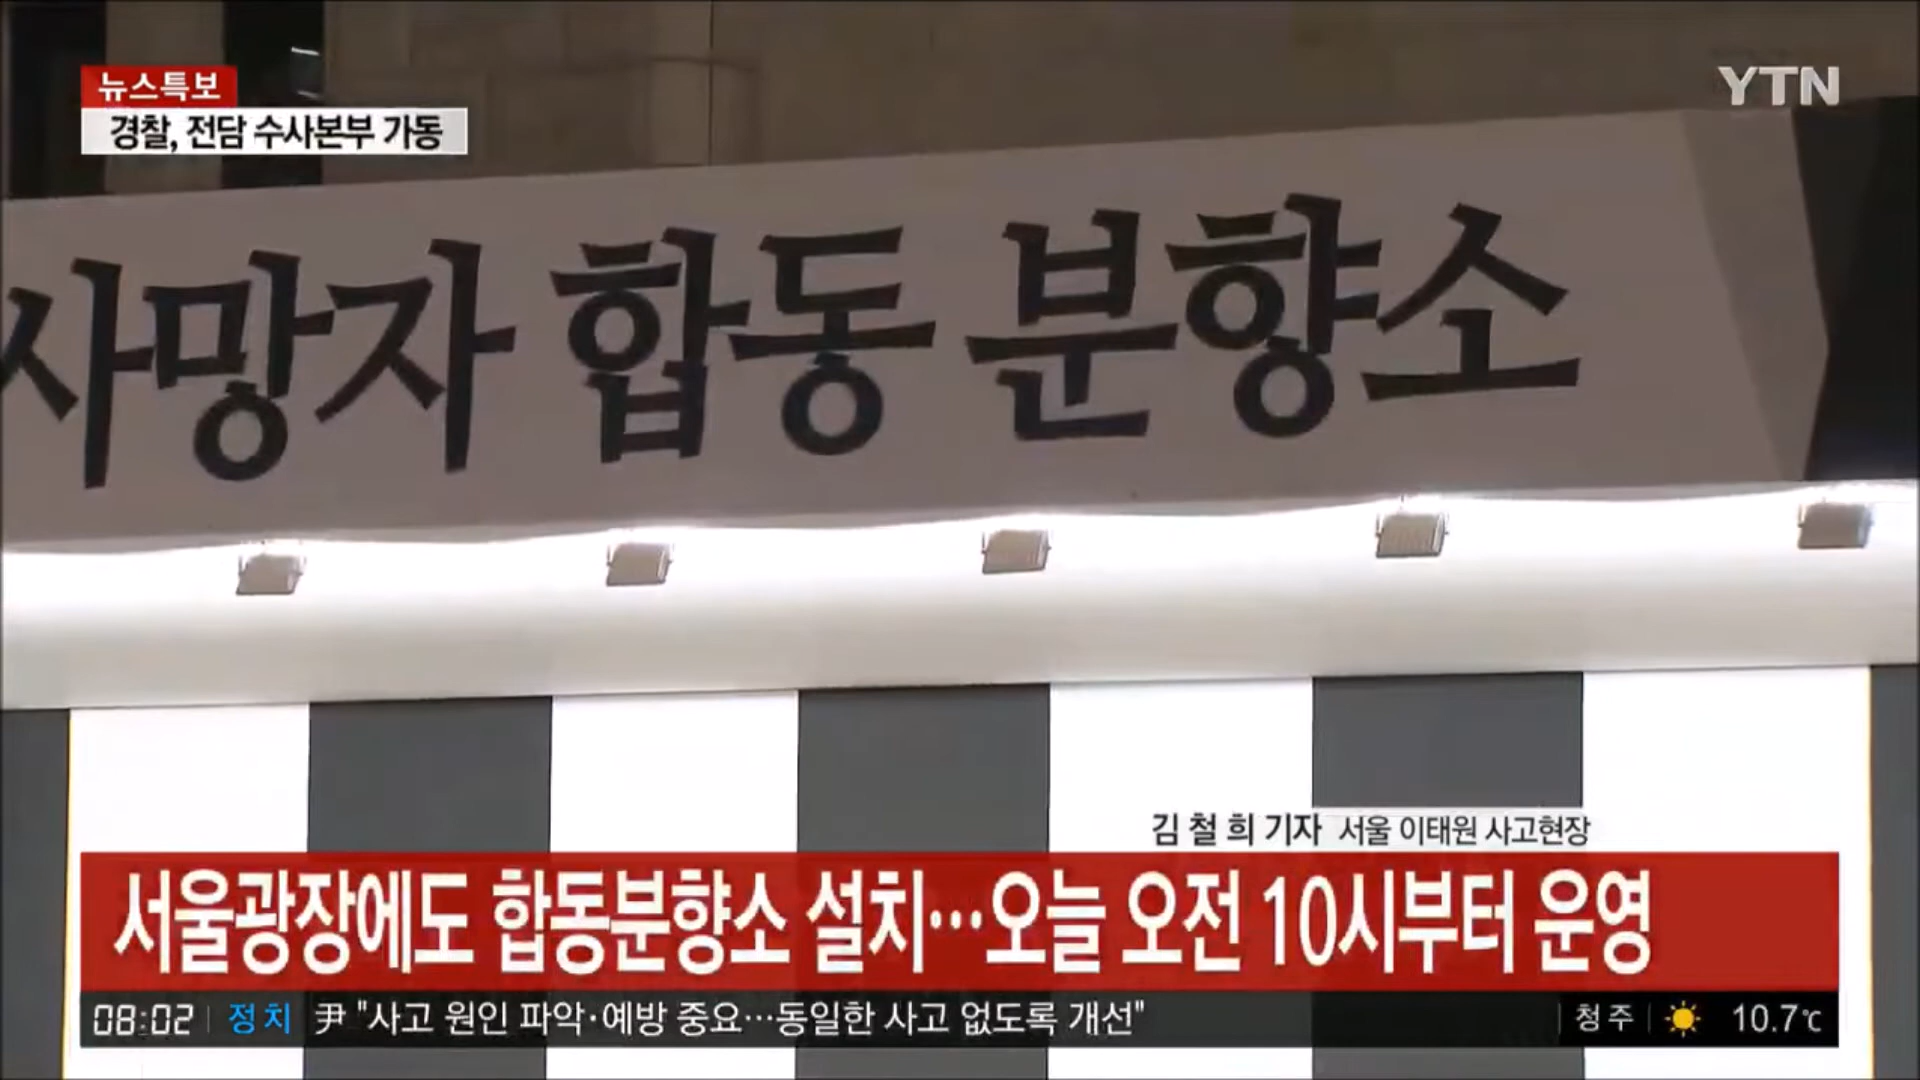 뉴스특보
YTN
경찰, 전담 수사본부 가동
사망자 합동 분향소
김철희 기자 서울 이태원 사고현장
서울광장에도 합동분향소 설치…오늘 오전 10시부터 운영
08:02 정치 尹 "사고 원인 파악·예방 중요…동일한 사고 없도록 개선" 청주 10.7℃